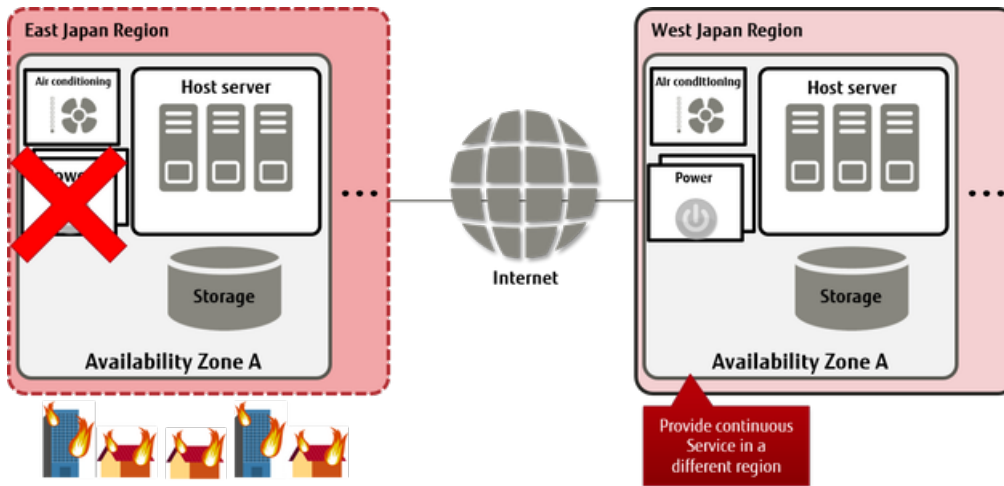 East Japan Region
Air conditioning
Host server
Storage
Availability Zone A
...
Internet
West Japan Region
Air conditioning
Host server
Power
Storage
Availability Zone A
...
Provide continuous
Service in a
different region